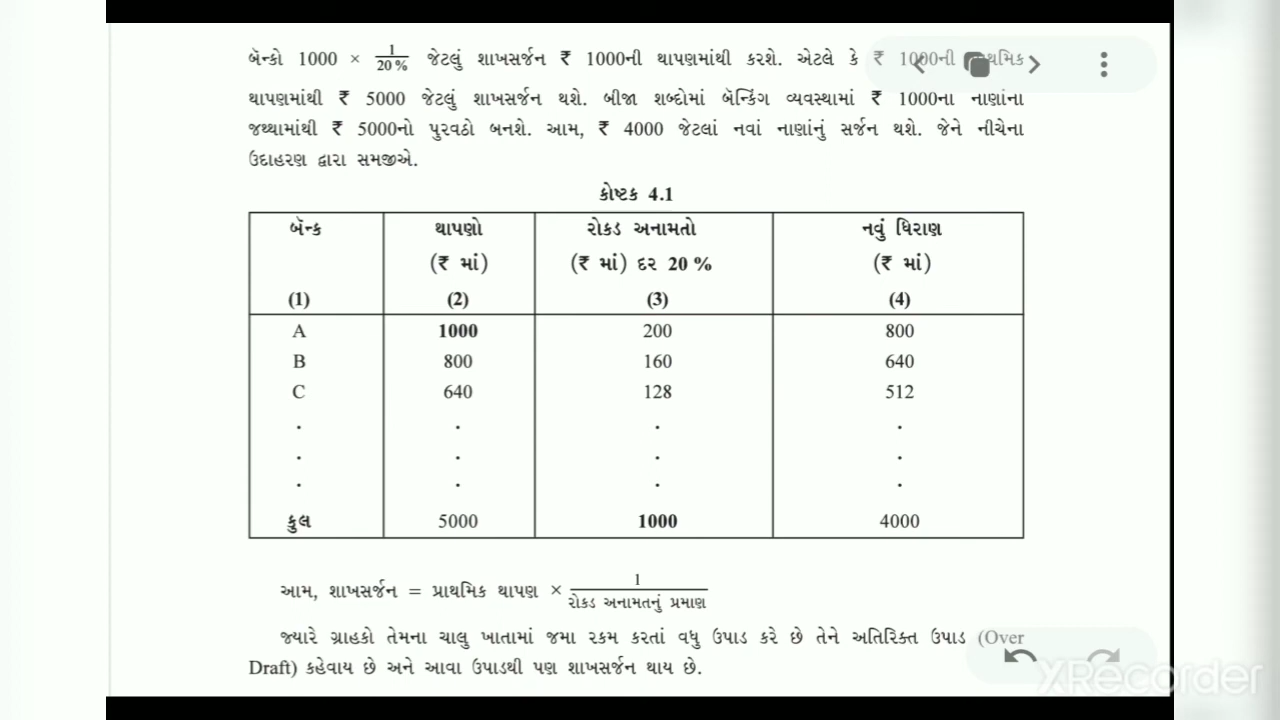 બૅન્કો 1000 × 1/20 % જેટલું શાખસર્જન ₹ 1000ની થાપણમાંથી કરશે. એટલે કે ₹ 1000ની
થાપણમાંથી ₹ 5000 જેટલું શાખસર્જન થશે. બીજા શબ્દોમાં બૅન્કિંગ વ્યવસ્થામાં ₹ 1000ના નાણાંના
જથ્થામાંથી ₹ 5000નો પુરવઠો બનશે. આમ, ₹ 4000 જેટલાં નવાં નાણાંનું સર્જન થશે. જેને નીચેના
ઉદાહરણ દ્વારા સમજીએ.
કોષ્ટક 4.1
બૅન્ક થાપણો રોકડ અનામતો નવું ધિરાણ
(₹ માં) (₹ માં) દર 20 % (₹ માં)
(1) (2) (3) (4)
A 1000 200 800
B 800 160 640
C 640 128 512
. . . .
. . . .
. . . .
કુલ 5000 1000 4000
આમ, શાખસર્જન = પ્રાથમિક થાપણ × 1/રોકડ અનામતનું પ્રમાણ
જ્યારે ગ્રાહકો તેમના ચાલુ ખાતામાં જમા રકમ કરતાં વધુ ઉપાડ કરે છે તેને અતિરિક્ત ઉપાડ (Over
Draft) કહેવાય છે અને આવા ઉપાડથી પણ શાખસર્જન થાય છે.
XRecorder